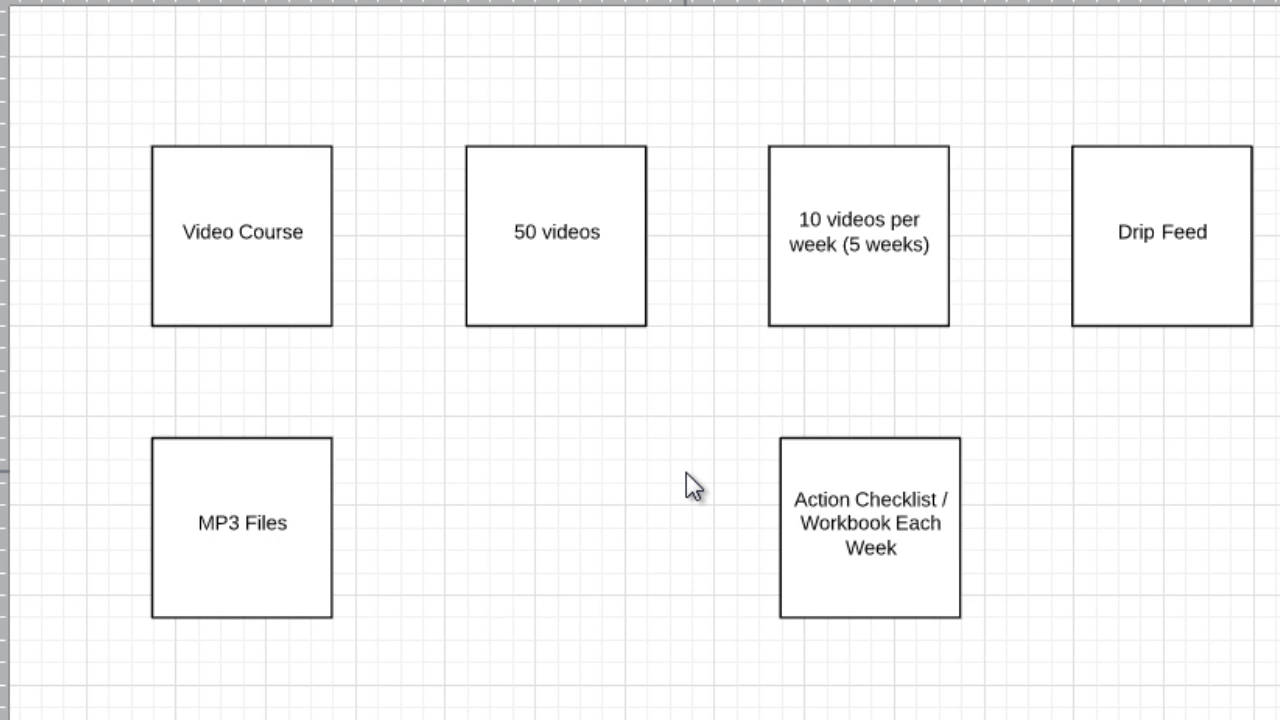 Video Course
50 videos
10 videos per
week (5 weeks)
Drip Feed
MP3 Files
Action Checklist /
Workbook Each
Week